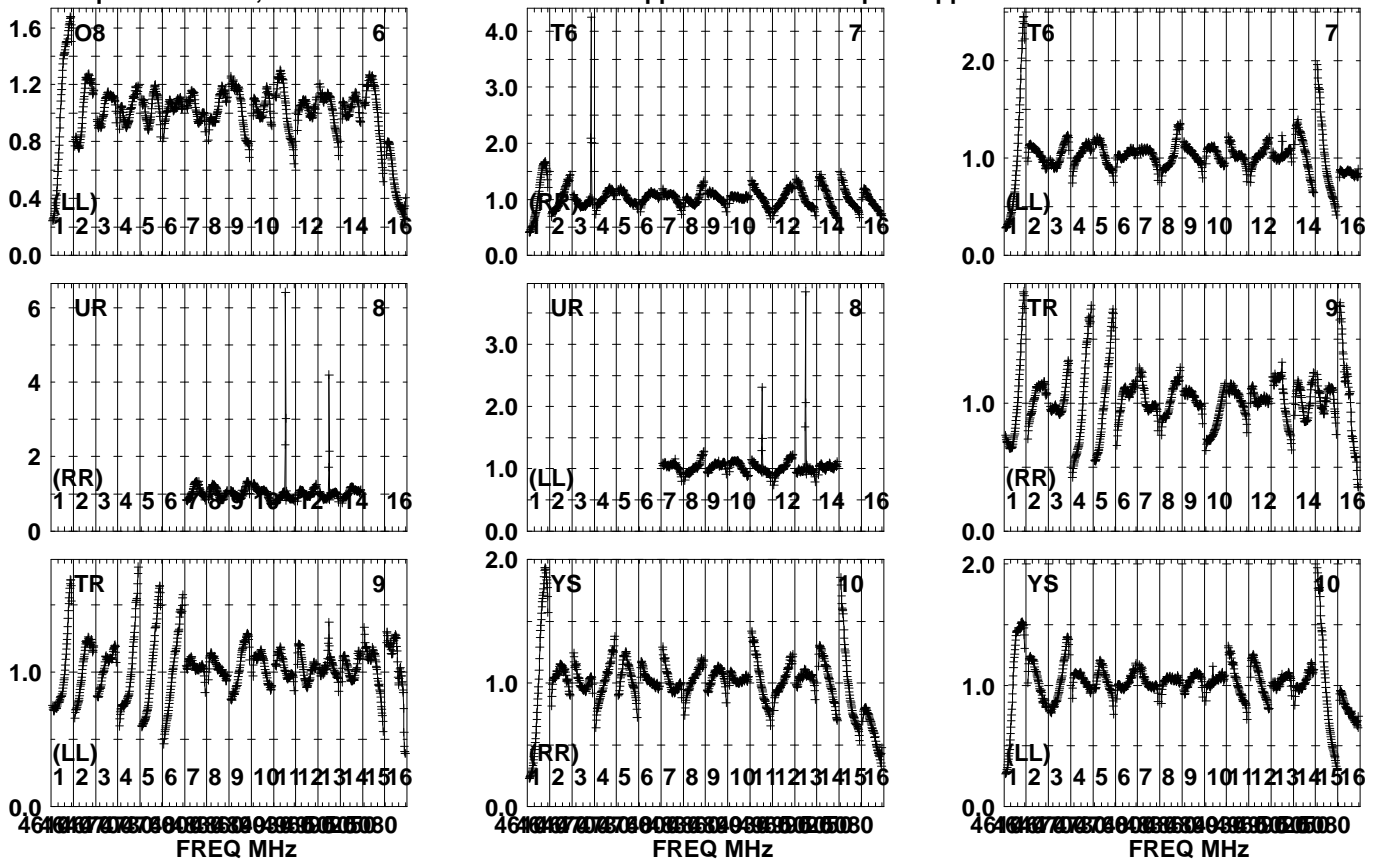 O8 6
1.6
1.2
0.8
0.4
0.0
(LL)
1 2 3 4 5 6 7 8 9 10 12 14 16
T6 7
4.0
3.0
2.0
1.0
0.0
(RR)
1 2 3 4 5 6 7 8 9 10 12 14 16
T6 7
2.0
1.0
0.0
(LL)
1 2 3 4 5 6 7 8 9 10 12 14 16
UR 8
6
4
2
0
(RR)
1 2 3 4 5 6 7 8 9 10 12 14 16
UR 8
3.0
2.0
1.0
0.0
(LL)
1 2 3 4 5 6 7 8 9 10 12 14 16
TR 9
1.0
0.0
(RR)
1 2 3 4 5 6 7 8 9 10 12 14 16
TR 9
1.0
0.0
(LL)
1 2 3 4 5 6 7 8 9 10 11 12 13 14 15 16
FREQ MHz
YS 10
2.0
1.0
0.0
(RR)
1 2 3 4 5 6 7 8 9 10 11 12 13 14 15 16
FREQ MHz
YS 10
2.0
1.0
0.0
(LL)
1 2 3 4 5 6 7 8 9 10 11 12 13 14 15 16
FREQ MHz